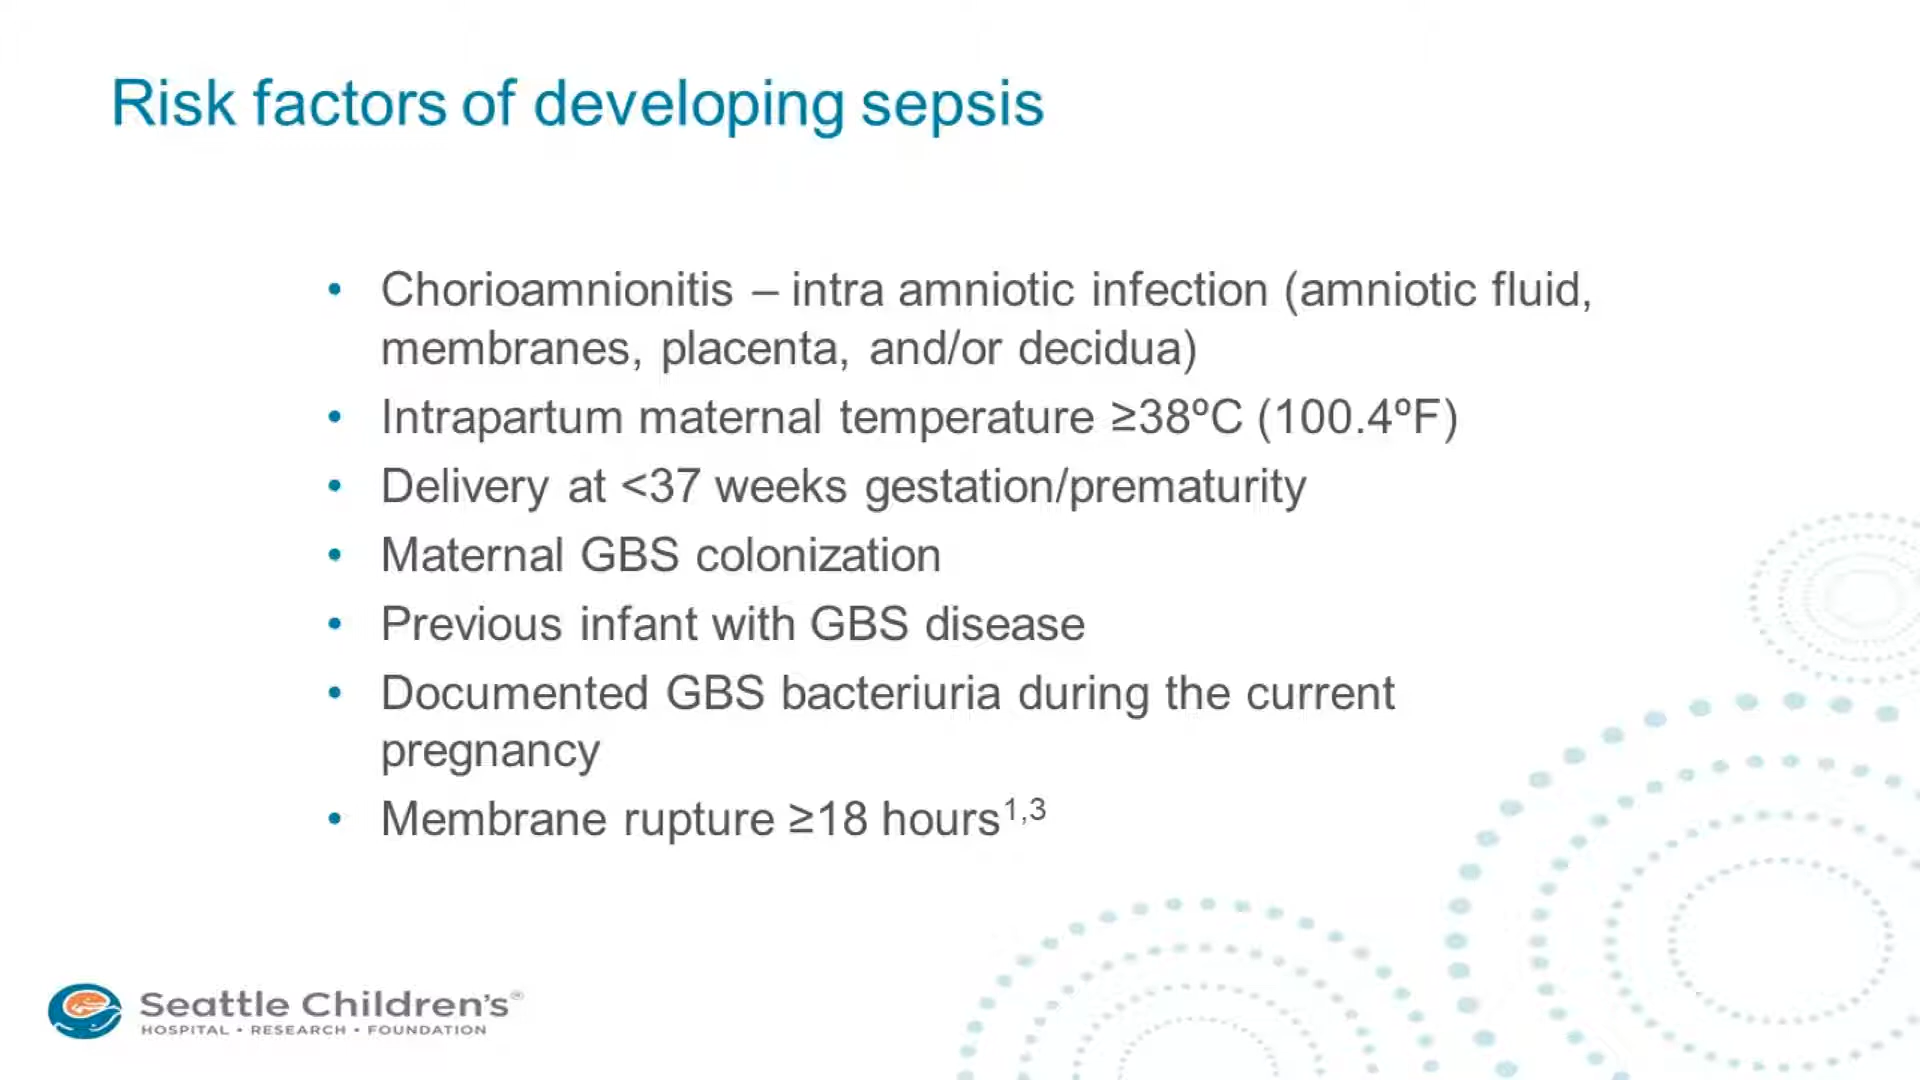 Risk factors of developing sepsis
• Chorioamnionitis – intra amniotic infection (amniotic fluid,
membranes, placenta, and/or decidua)
• Intrapartum maternal temperature ≥38ºC (100.4ºF)
• Delivery at <37 weeks gestation/prematurity
• Maternal GBS colonization
• Previous infant with GBS disease
• Documented GBS bacteriuria during the current
pregnancy
• Membrane rupture ≥18 hours¹,³
Seattle Children's®
HOSPITAL • RESEARCH • FOUNDATION